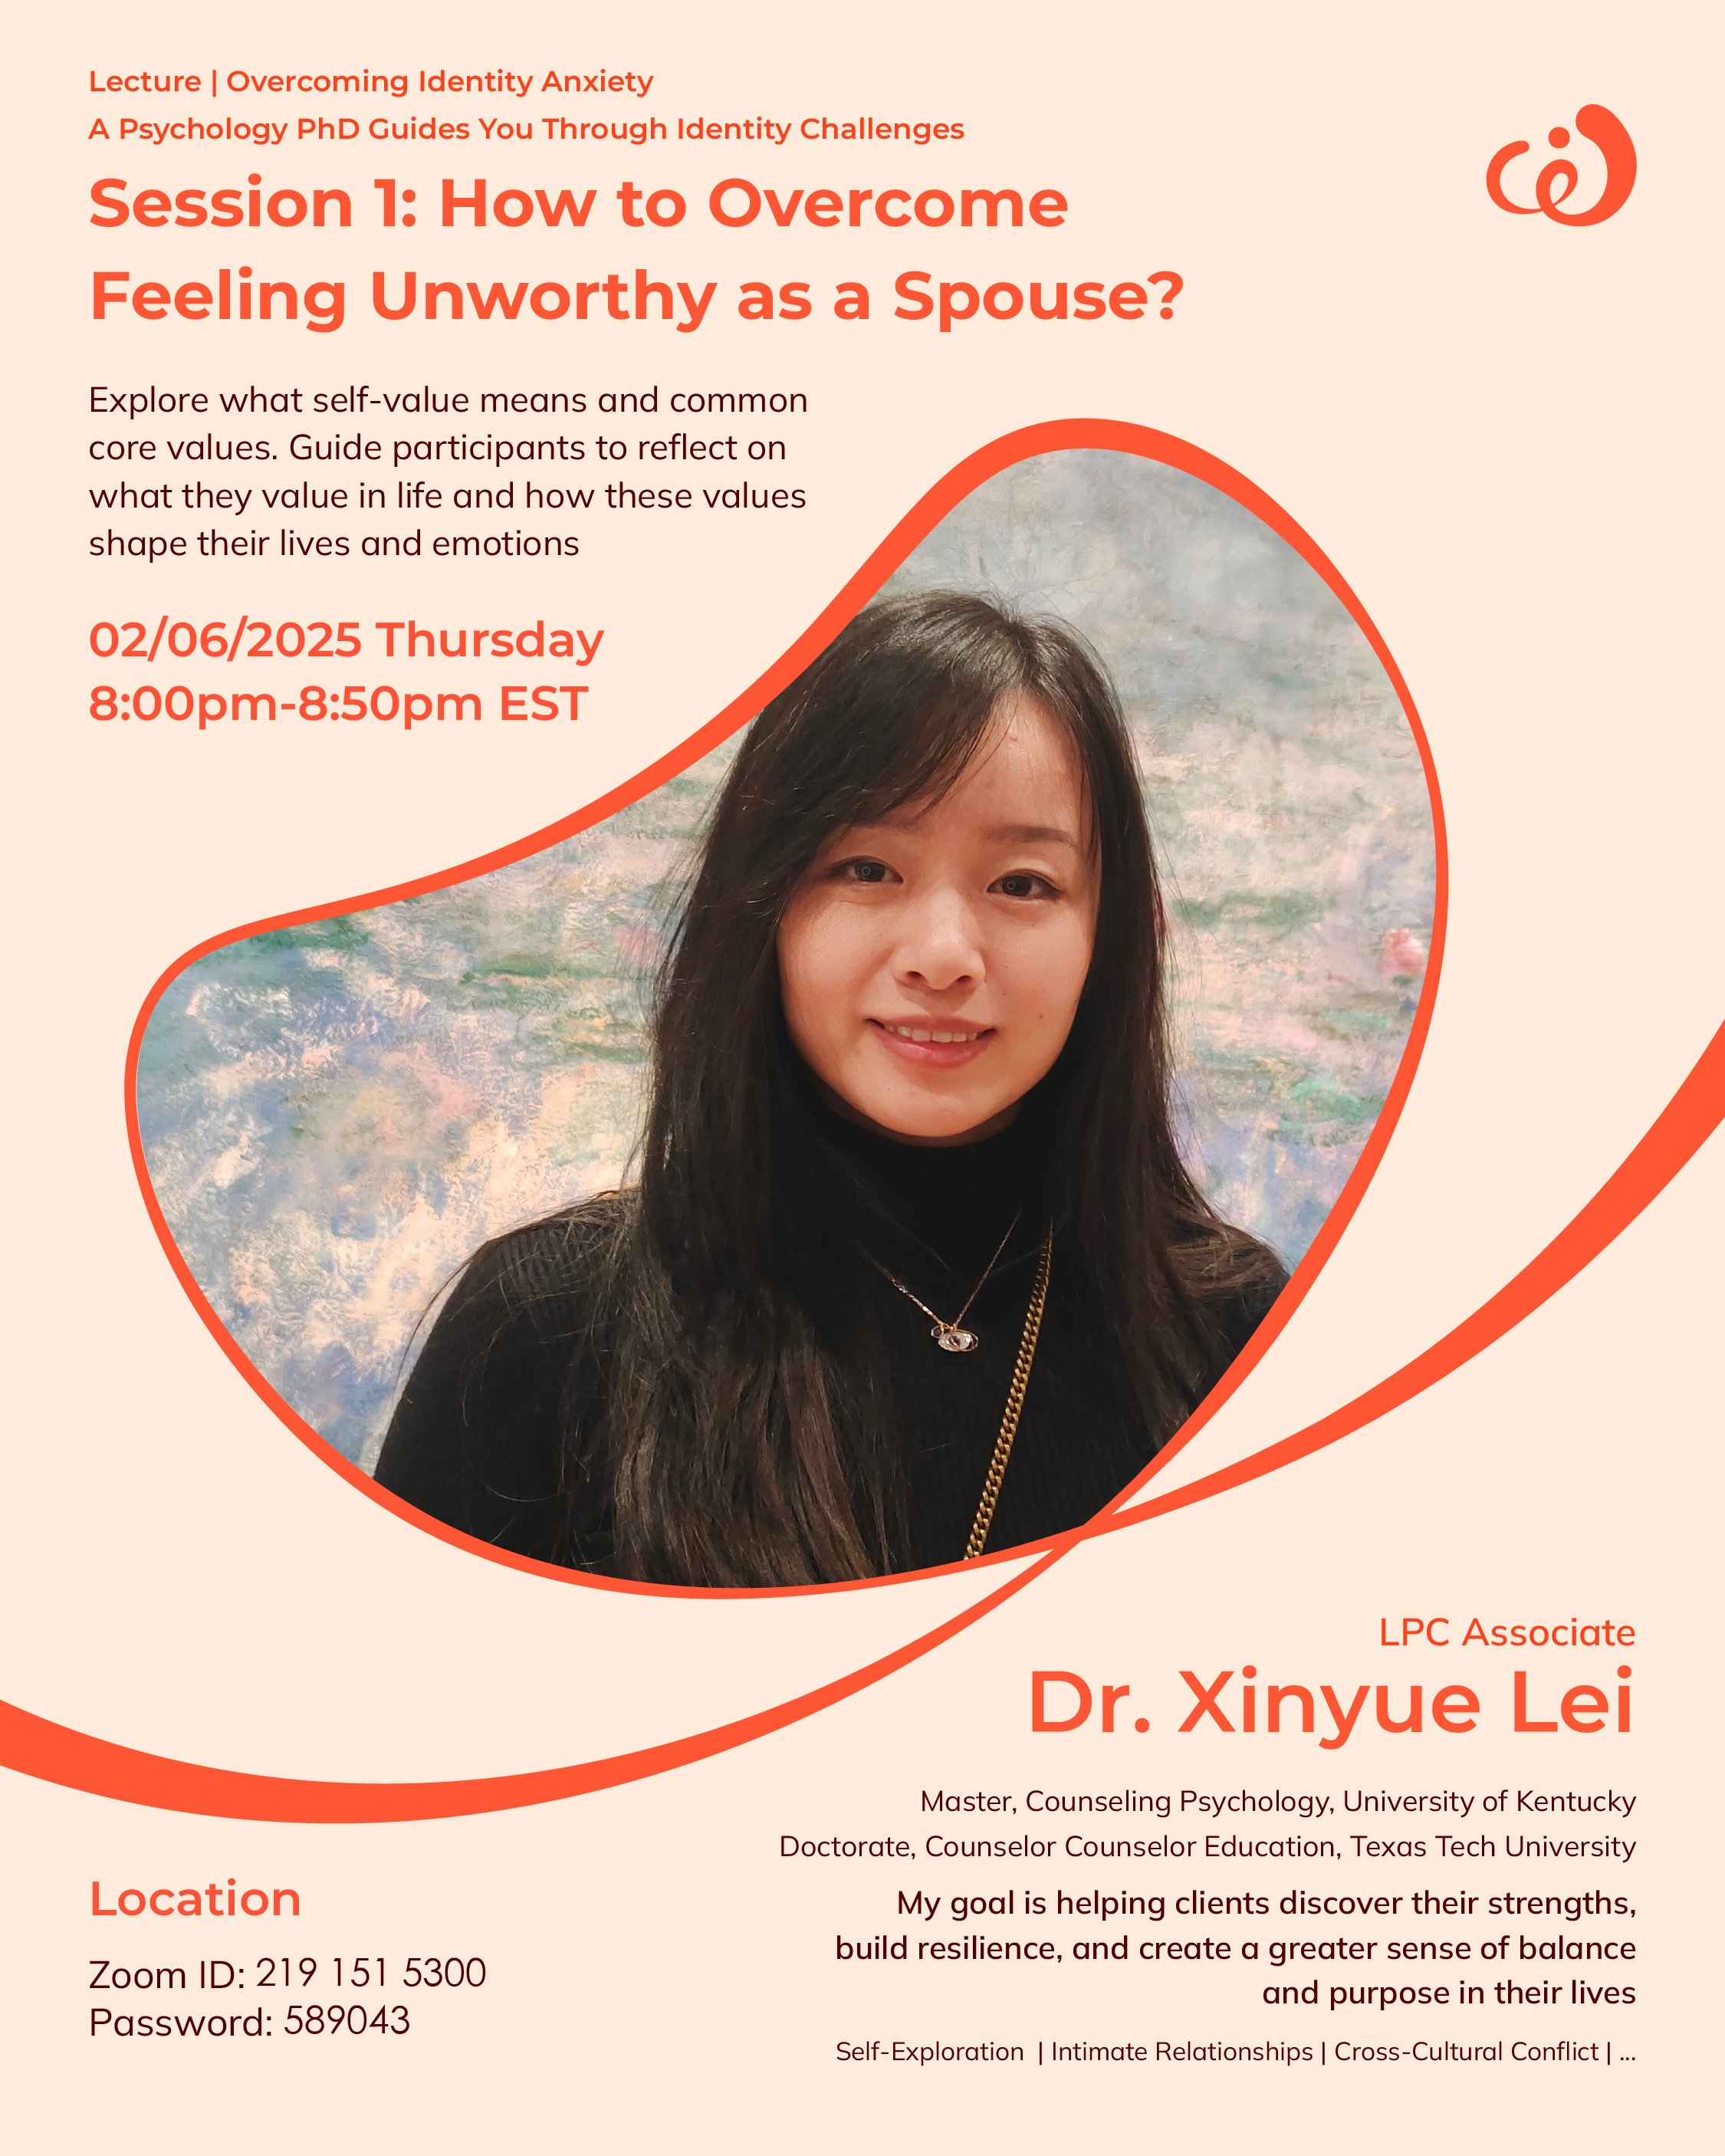 Lecture | Overcoming Identity Anxiety
A Psychology PhD Guides You Through Identity Challenges
Session 1: How to Overcome
Feeling Unworthy as a Spouse?
Explore what self-value means and common
core values. Guide participants to reflect on
what they value in life and how these values
shape their lives and emotions
02/06/2025 Thursday
8:00pm-8:50pm EST
LPC Associate
Dr. Xinyue Lei
Master, Counseling Psychology, University of Kentucky
Doctorate, Counselor Counselor Education, Texas Tech University
My goal is helping clients discover their strengths,
build resilience, and create a greater sense of balance
and purpose in their lives
Self-Exploration | Intimate Relationships | Cross-Cultural Conflict | ...
Location
Zoom ID: 219 151 5300
Password: 589043